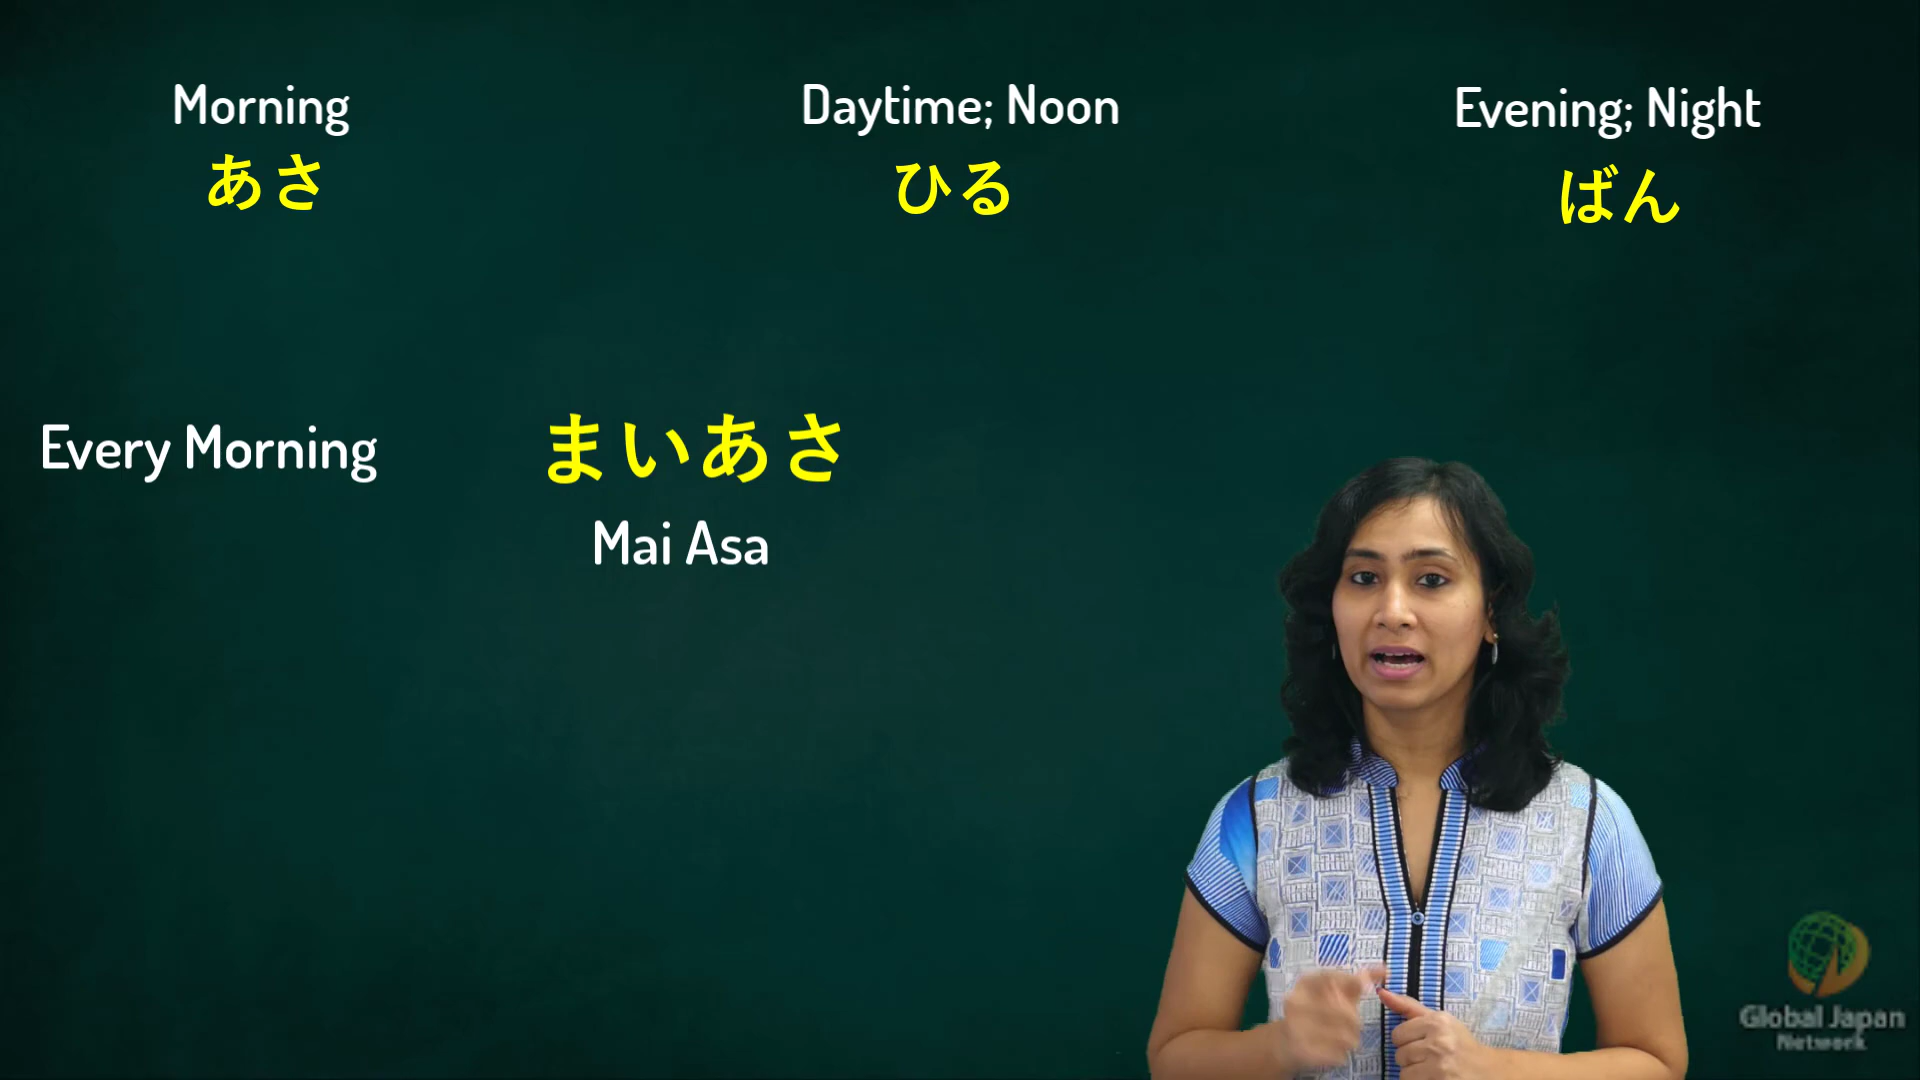 Morning
あさ
Daytime; Noon
ひる
Evening; Night
ばん
Every Morning
まいあさ
Mai Asa
Global Japan
Network